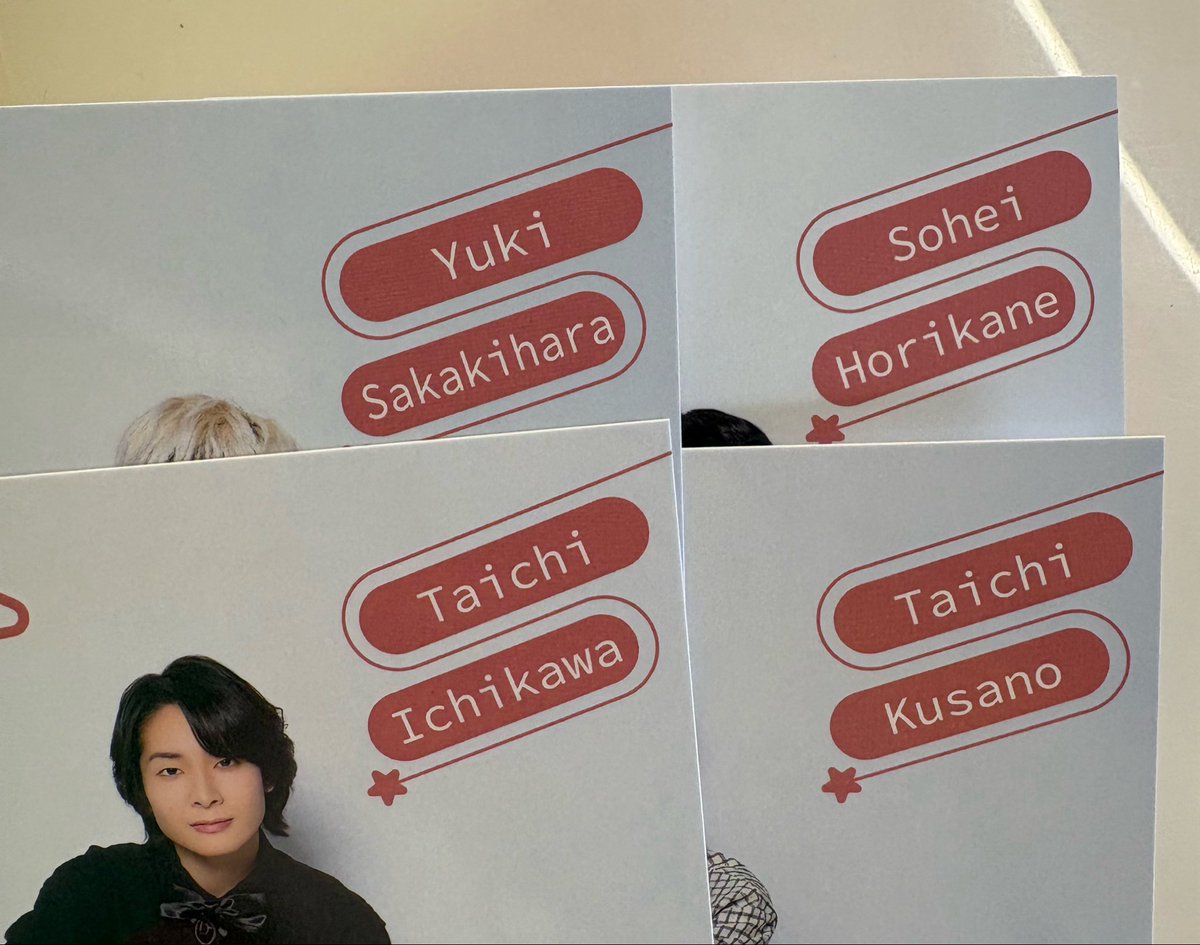 Yuki
Sakakihara
Sohei
Horikane
Taichi
Ichikawa
Taichi
Kusano